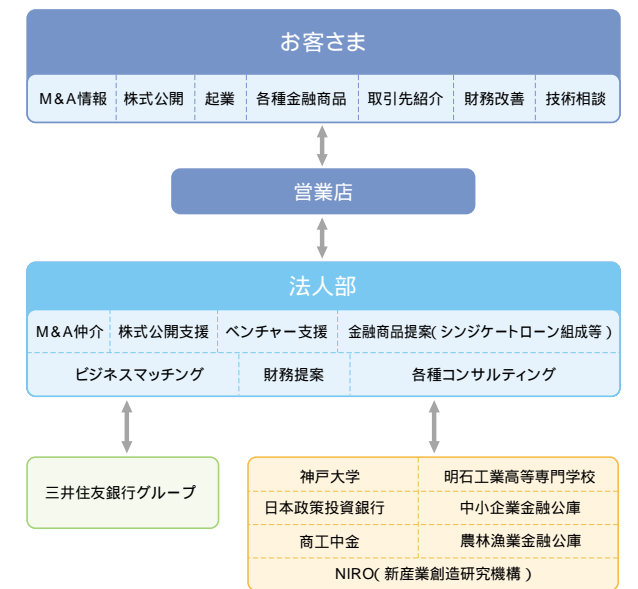 お客さま
M&A情報 株式公開 起業 各種金融商品 取引先紹介 財務改善 技術相談
営業店
法人部
M&A仲介 株式公開支援 ベンチャー支援 金融商品提案(シンジケートローン組成等)
ビジネスマッチング 財務提案 各種コンサルティング
三井住友銀行グループ
神戸大学 明石工業高等専門学校
日本政策投資銀行 中小企業金融公庫
商工中金 農林漁業金融公庫
NIRO(新産業創造研究機構)